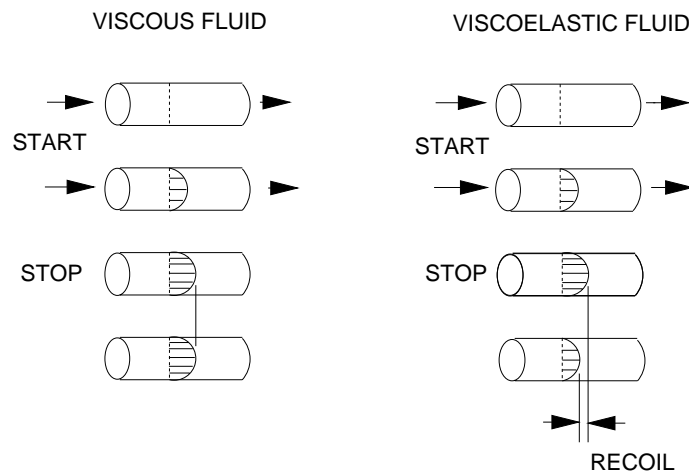 VISCOUS FLUID
START
STOP
VISCOELASTIC FLUID
START
STOP
RECOIL